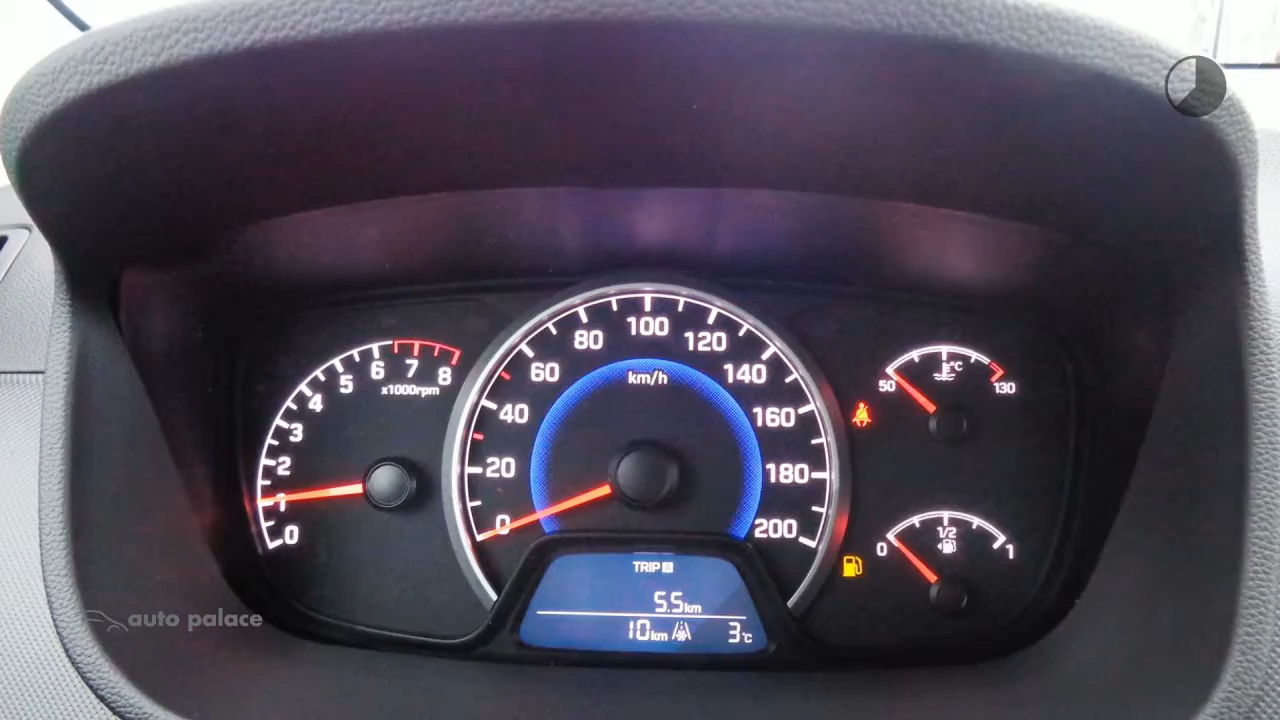 0 1 2 3 4 5 6 7 8
x1000rpm
0 20 40 60 80 100 120 140 160 180 200
km/h
50 °C 130
0 1/2 1
TRIP A
5.5km
10km 3°C
auto palace